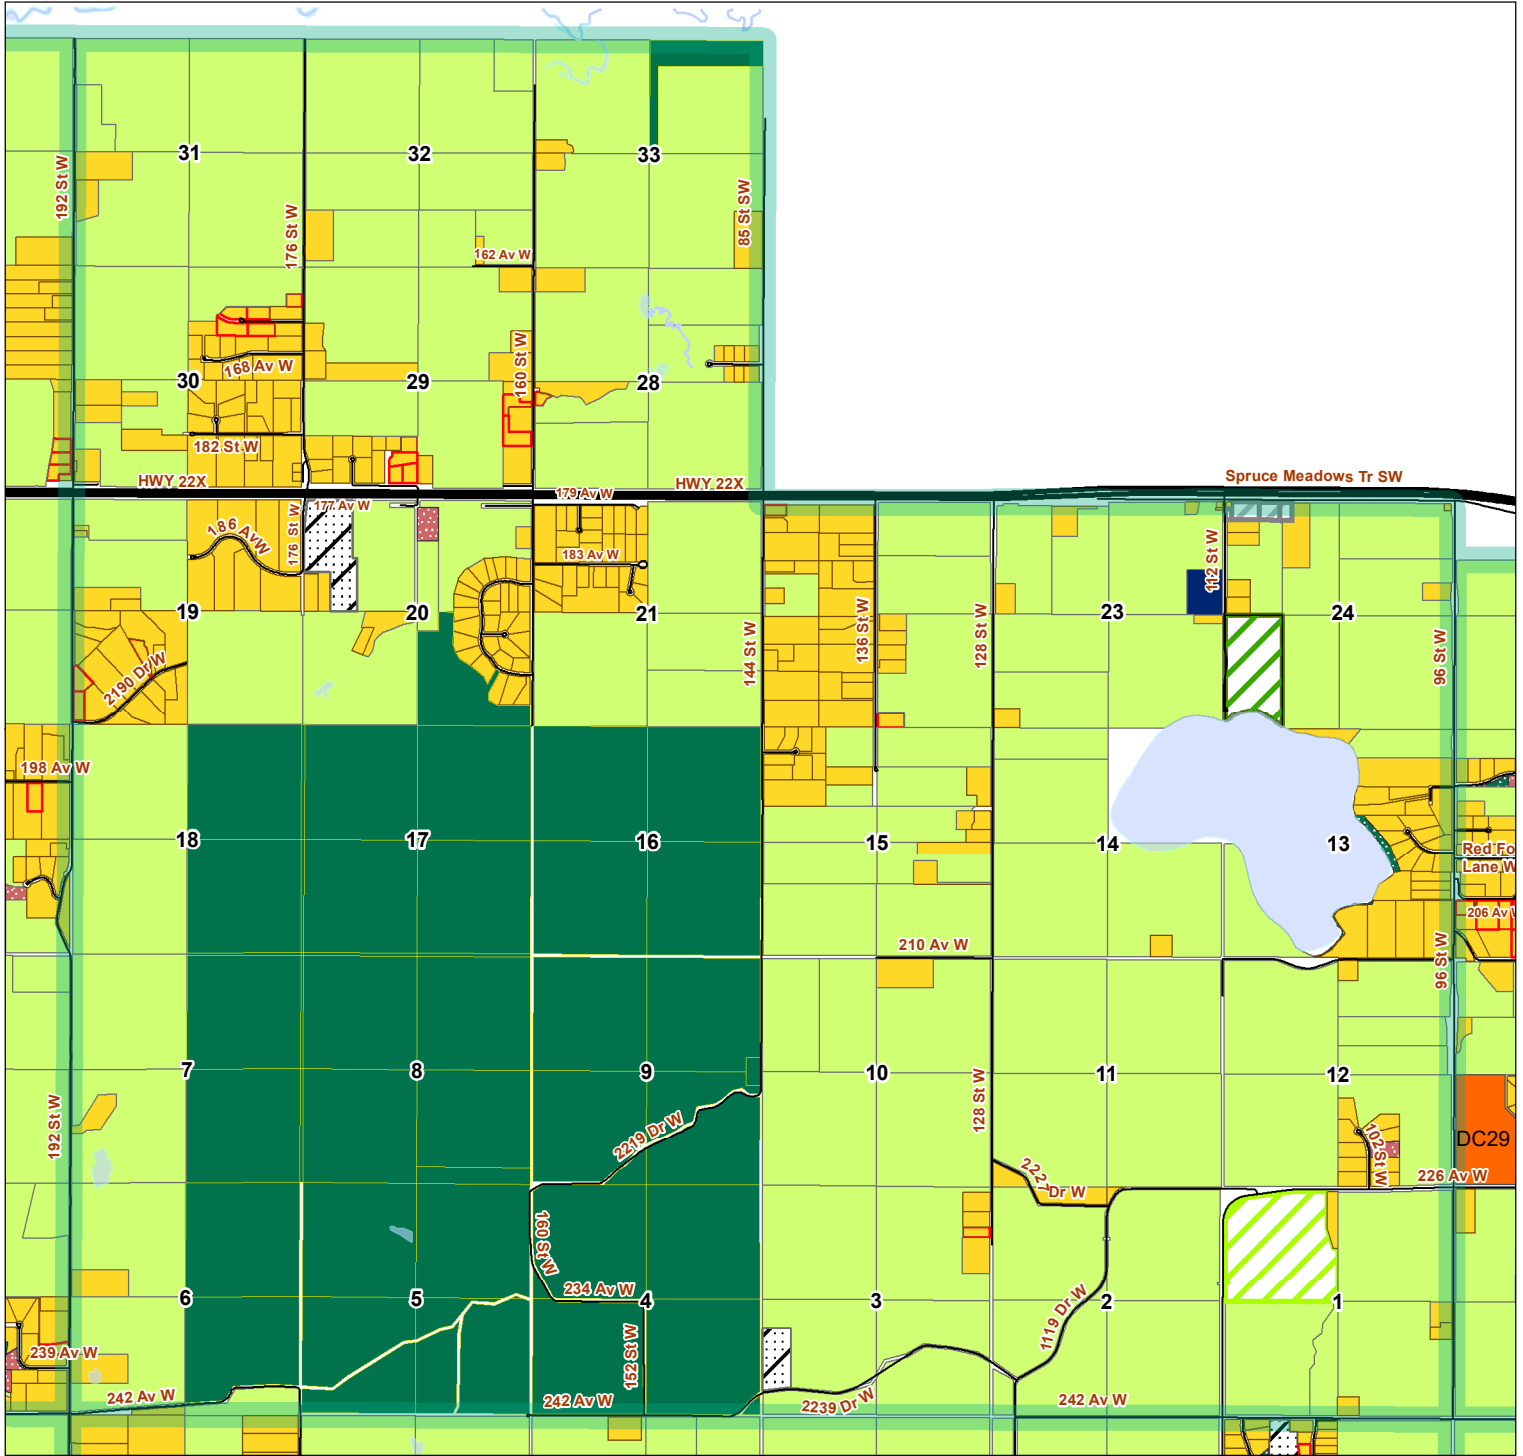 31
32
33
192 St W
176 St W
85 St SW
162 Av W
160 St W
168 Av W
30
29
28
182 St W
HWY 22X
HWY 22X
Spruce Meadows Tr SW
179 Av W
177 Av W
176 St W
186 Av W
183 Av W
112 St W
19
20
21
23
24
144 St W
136 St W
128 St W
96 St W
2190 Dr W
198 Av W
18
17
16
15
14
13
Red Fo
Lane W
206 Av W
210 Av W
96 St W
7
8
9
10
11
12
192 St W
2219 Dr W
128 St W
102 St W
DC29
2227
Dr W
226 Av W
160 St W
234 Av W
6
5
4
3
2
1
1119 Dr W
152 St W
239 Av W
242 Av W
242 Av W
2239 Dr W
242 Av W